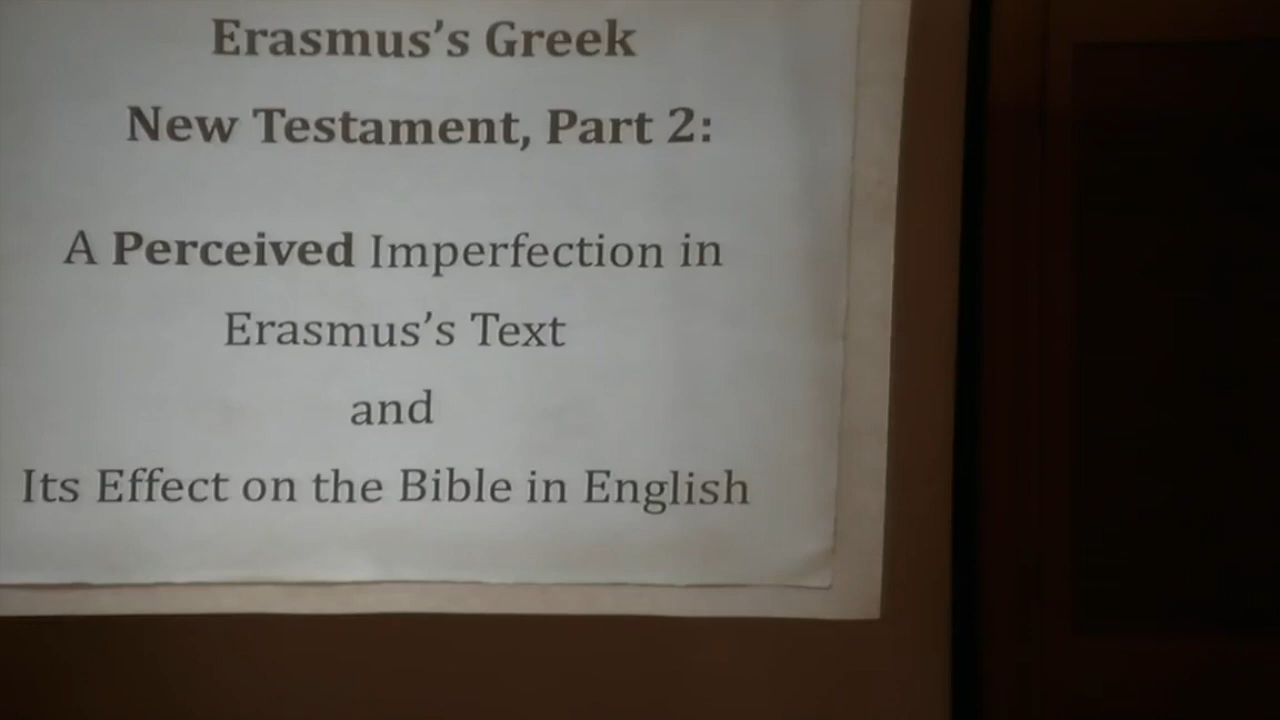 Erasmus’s Greek
New Testament, Part 2:
A Perceived Imperfection in
Erasmus’s Text
and
Its Effect on the Bible in English